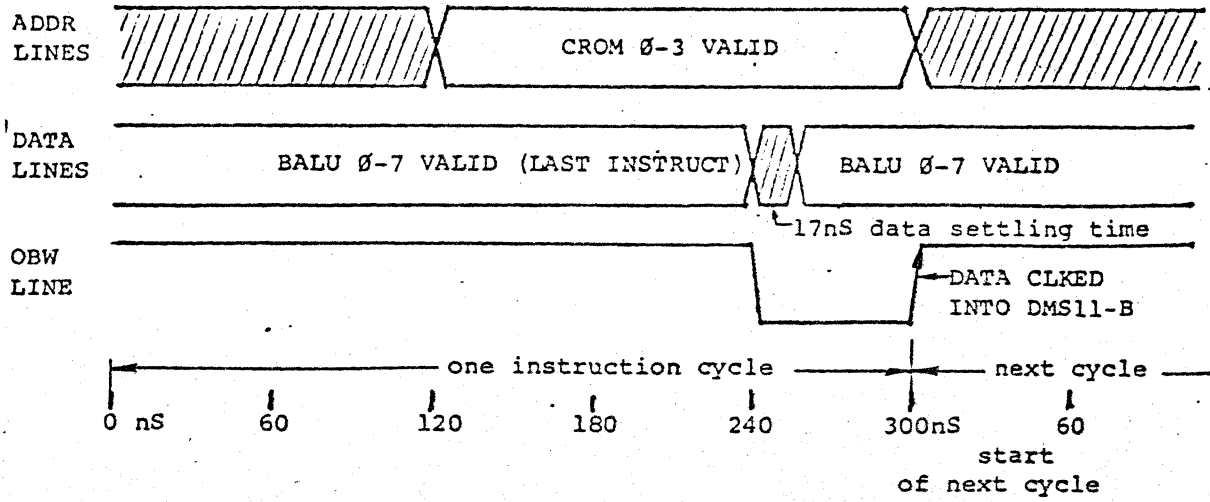 ADDR
LINES
CROM Ø-3 VALID
DATA
LINES
BALU Ø-7 VALID (LAST INSTRUCT)
BALU Ø-7 VALID
17nS data settling time
OBW
LINE
DATA CLKED
INTO DMS11-B
one instruction cycle
next cycle
0 nS
60
120
180
240
300nS
60
start
of next cycle